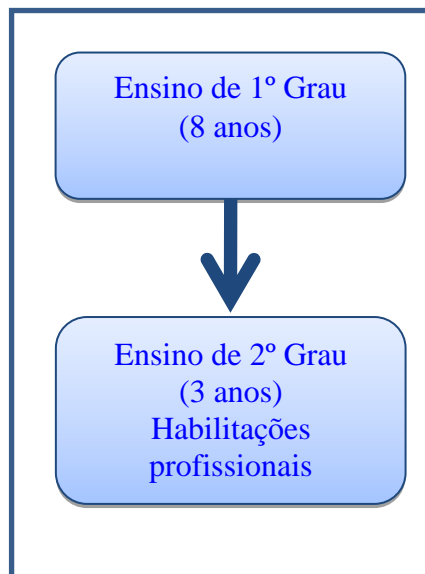 Ensino de 1º Grau
(8 anos)
Ensino de 2º Grau
(3 anos)
Habilitações
profissionais